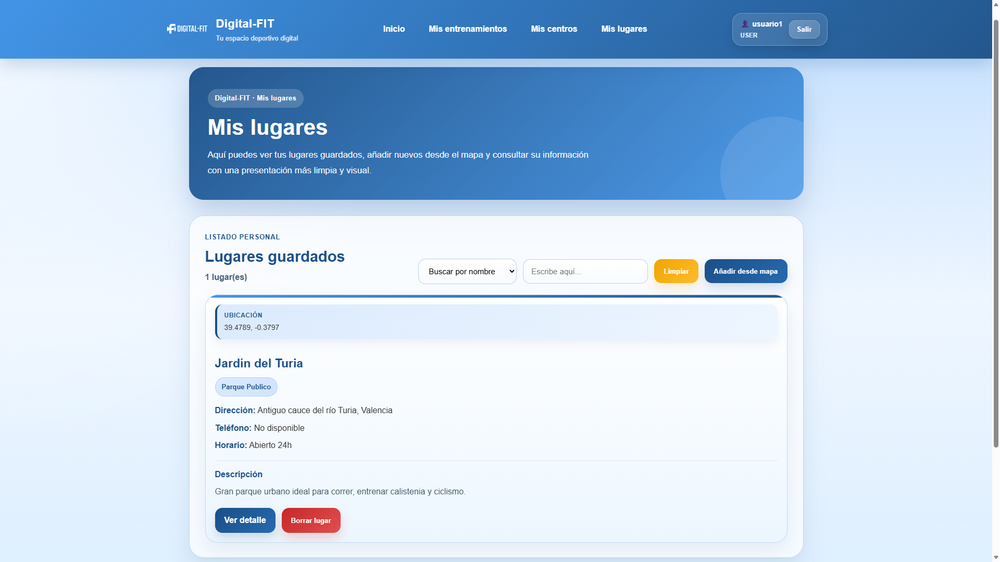 DIGITAL-FIT
Digital-FIT
Tu espacio deportivo digital
Inicio
Mis entrenamientos
Mis centros
Mis lugares
usuario1
USER
Salir
Digital-FIT · Mis lugares
Mis lugares
Aquí puedes ver tus lugares guardados, añadir nuevos desde el mapa y consultar su información
con una presentación más limpia y visual.
LISTADO PERSONAL
Lugares guardados
1 lugar(es)
Buscar por nombre
Escribe aquí...
Limpiar
Añadir desde mapa
UBICACIÓN
39.4789, -0.3797
Jardín del Turia
Parque Publico
Dirección: Antiguo cauce del río Turia, Valencia
Teléfono: No disponible
Horario: Abierto 24h
Descripción
Gran parque urbano ideal para correr, entrenar calistenia y ciclismo.
Ver detalle
Borrar lugar